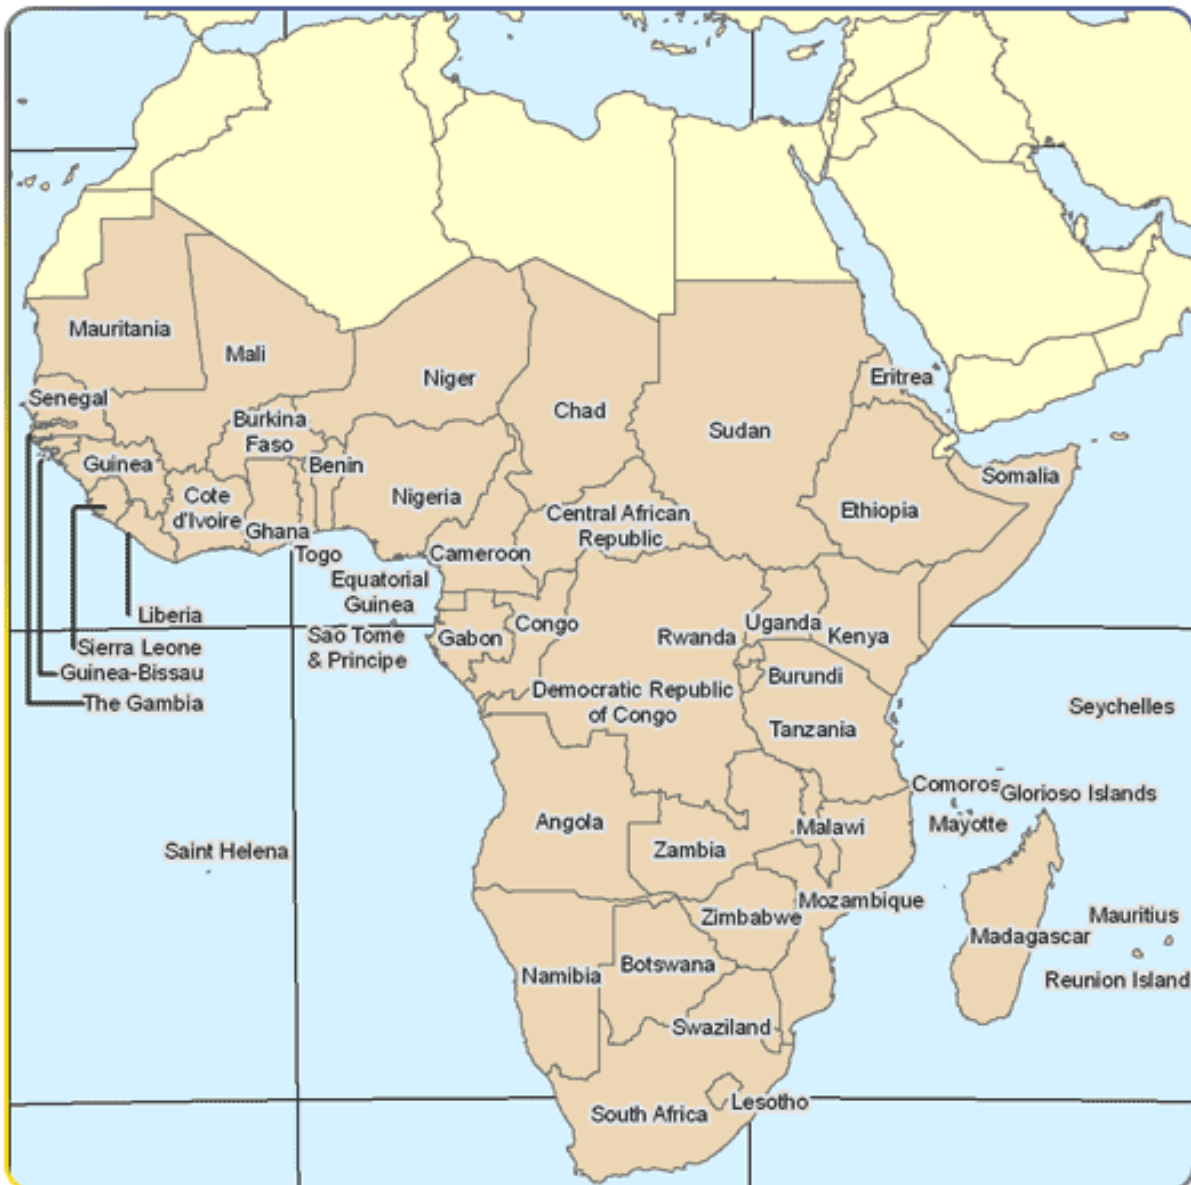 Mauritania
Mali
Niger
Eritrea
Senegal
Chad
Burkina
Faso
Sudan
Guinea
Benin
Somalia
Cote
d'Ivoire
Nigeria
Ethiopia
Central African
Republic
Ghana
Togo
Cameroon
Equatorial
Guinea
Liberia
Congo
Uganda
Kenya
Rwanda
Gabon
Sao Tome
& Principe
Sierra Leone
Guinea-Bissau
Burundi
The Gambia
Democratic Republic
of Congo
Seychelles
Tanzania
Comoros
Glorioso Islands
Angola
Malawi
Mayotte
Zambia
Saint Helena
Mozambique
Zimbabwe
Mauritius
Madagascar
Botswana
Namibia
Reunion Island
Swaziland
South Africa
Lesotho